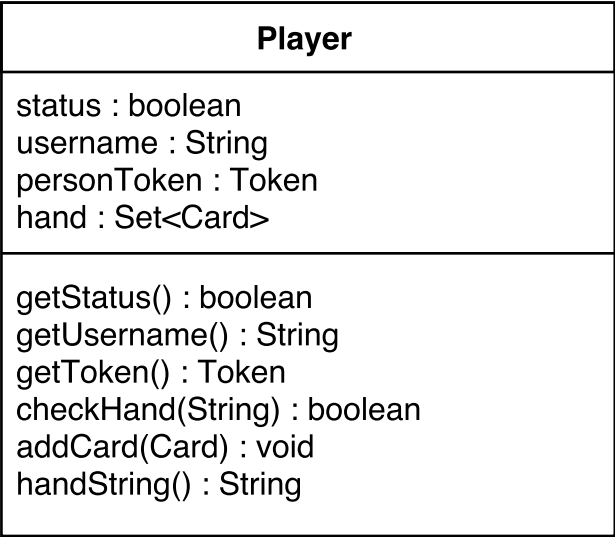 Player
status : boolean
username : String
personToken : Token
hand : Set<Card>
getStatus() : boolean
getUsername() : String
getToken() : Token
checkHand(String) : boolean
addCard(Card) : void
handString() : String